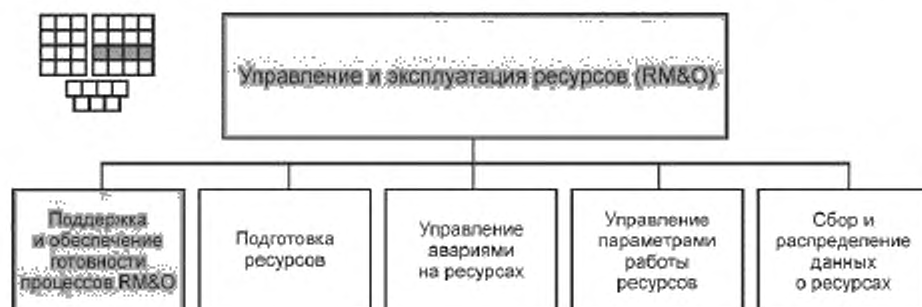 Управление и эксплуатация ресурсов (RM&O)
Поддержка
и обеспечение
готовности
процессов RM&O
Подготовка
ресурсов
Управление
авариями
на ресурсах
Управление
параметрами
работы
ресурсов
Сбор и
распределение
данных
о ресурсах